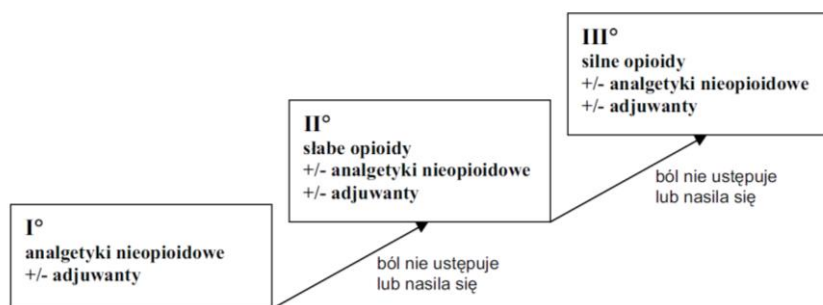 III°
silne opioidy
+/- analgetyki nieopioidowe
+/- adjuwanty
II°
słabe opioidy
+/- analgetyki nieopioidowe
+/- adjuwanty
ból nie ustępuje
lub nasila się
I°
analgetyki nieopioidowe
+/- adjuwanty
ból nie ustępuje
lub nasila się